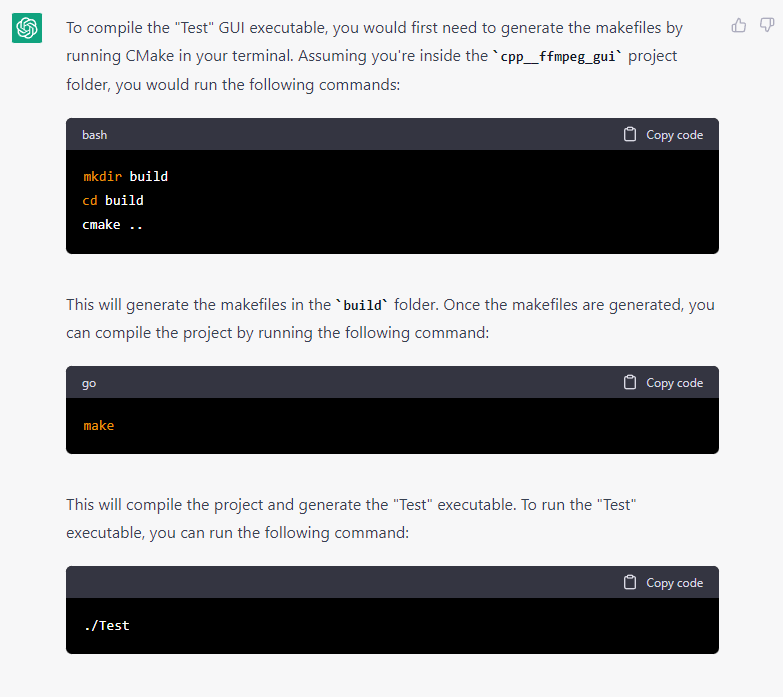 To compile the "Test" GUI executable, you would first need to generate the makefiles by
running CMake in your terminal. Assuming you're inside the `cpp__ffmpeg_gui` project
folder, you would run the following commands:
bash Copy code
mkdir build
cd build
cmake ..
This will generate the makefiles in the `build` folder. Once the makefiles are generated, you
can compile the project by running the following command:
go Copy code
make
This will compile the project and generate the "Test" executable. To run the "Test"
executable, you can run the following command:
Copy code
./Test